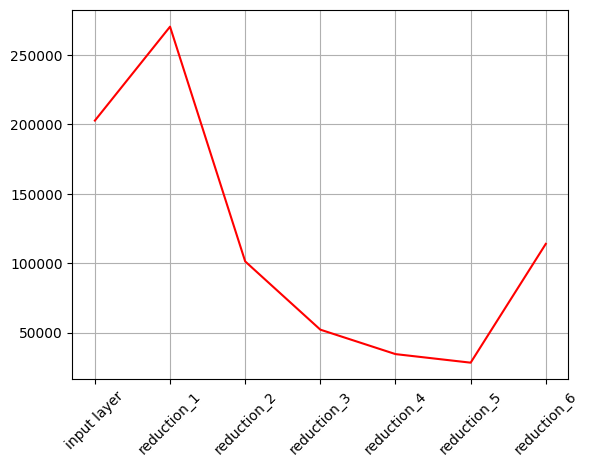 250000
200000
150000
100000
50000
input layer
reduction_1
reduction_2
reduction_3
reduction_4
reduction_5
reduction_6